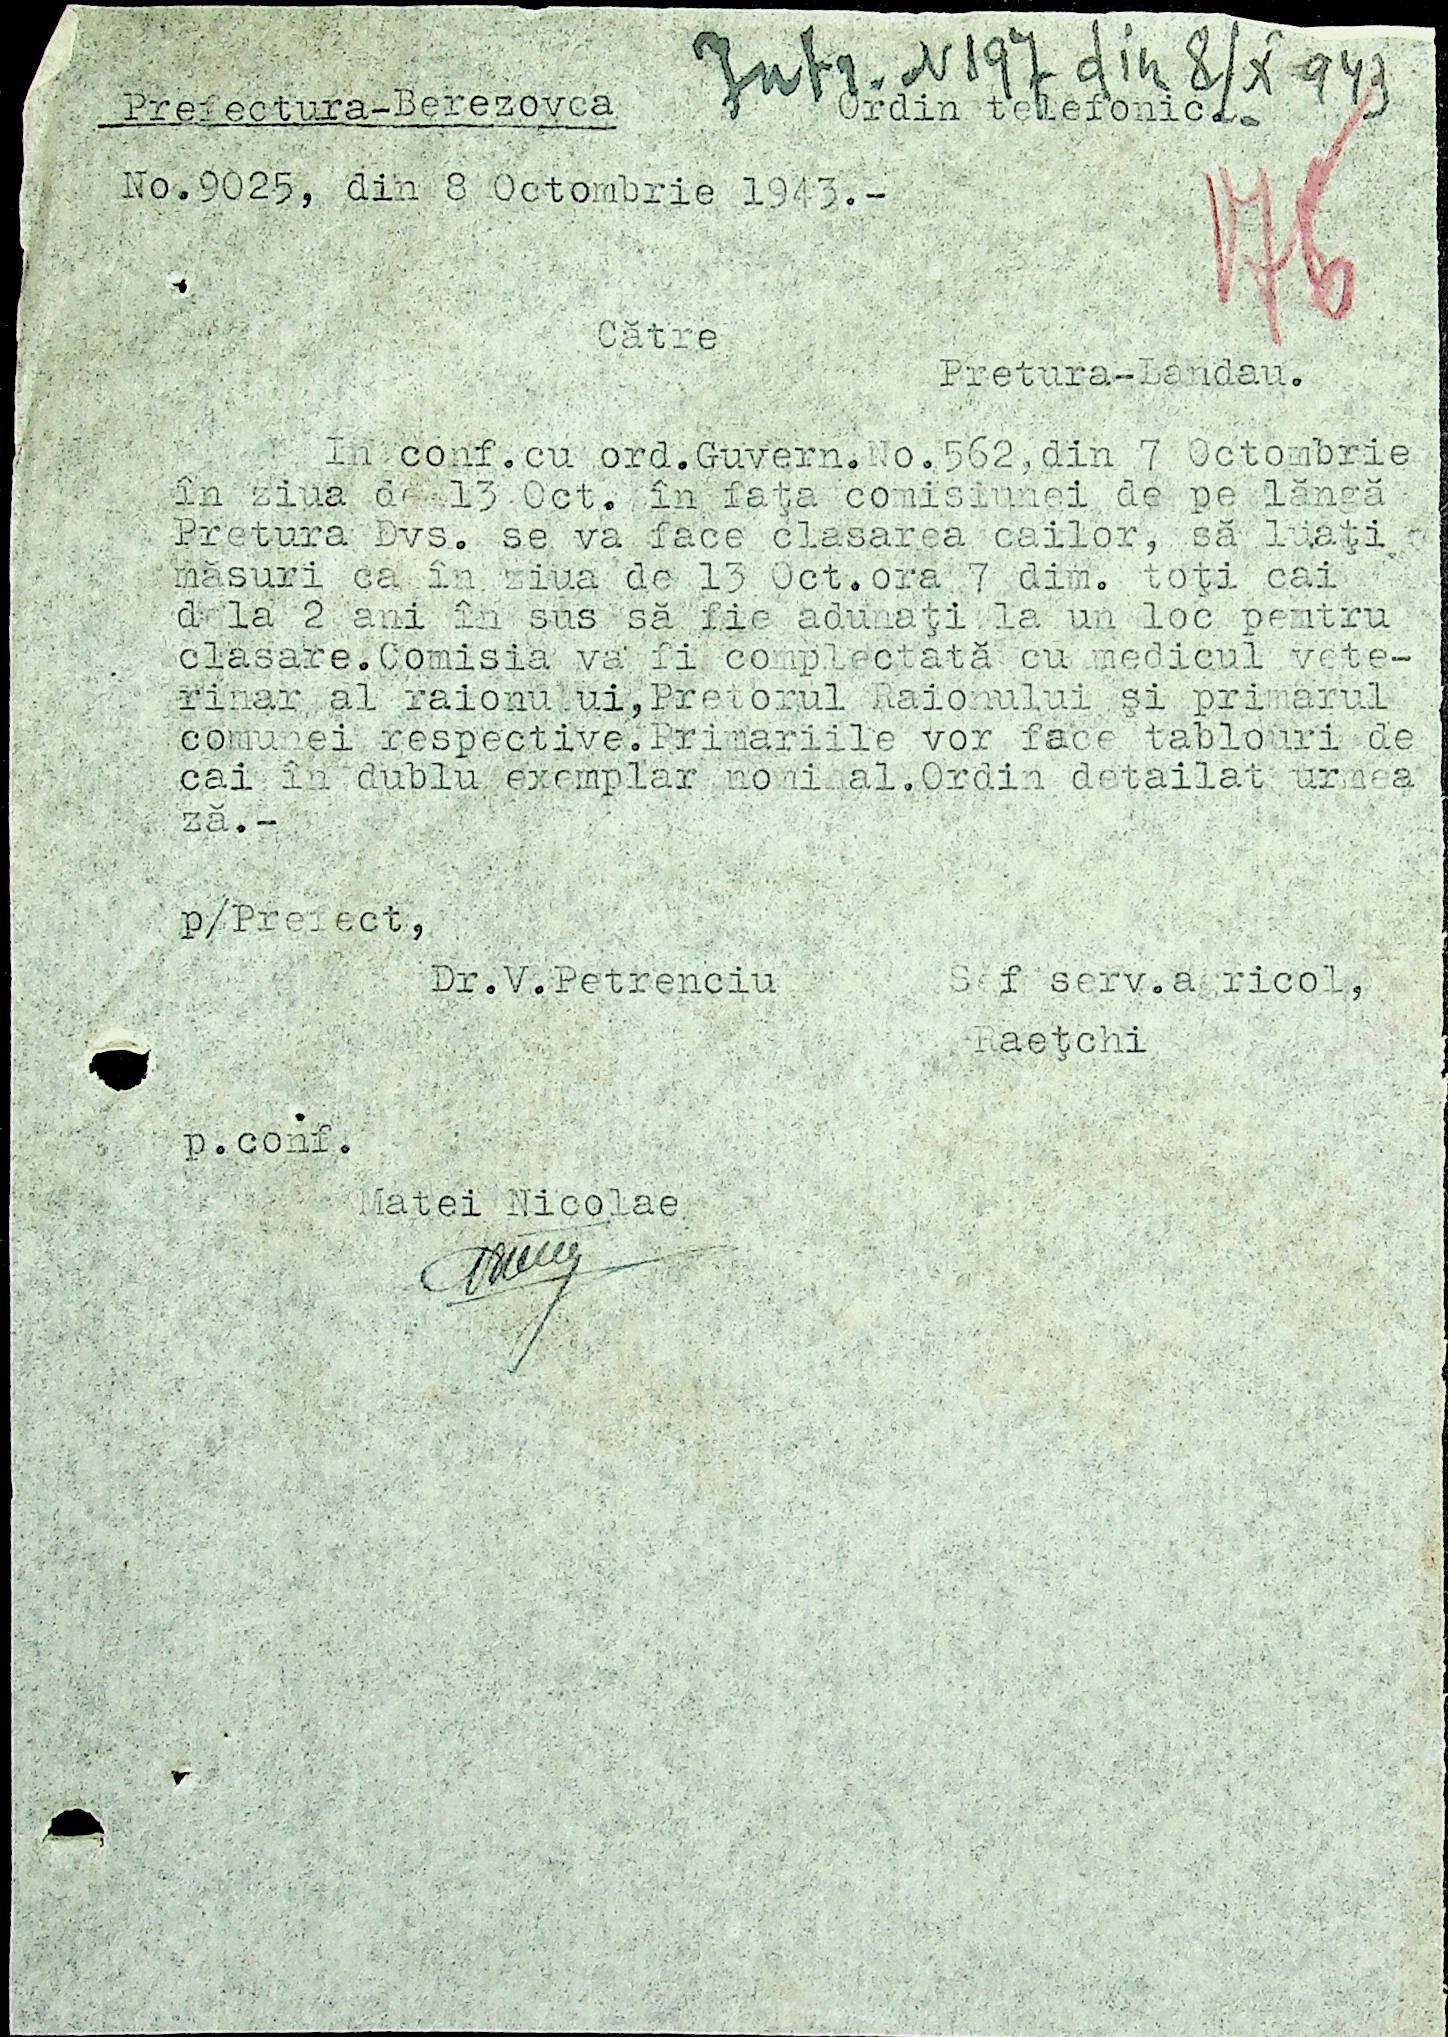 Intr. N 197 din 8/X 943
Prefectura-Berezovca Ordin telefonic.-
176
No.9025, din 8 Octombrie 1943.-
Către
Pretura-Landau.
In conf.cu ord.Guvern.No.562,din 7 Octombrie
în ziua de 13 Oct. în faţa comisiunei de pe lăngă
Pretura Dvs. se va face clasarea cailor, să luaţi
măsuri ca în ziua de 13 Oct.ora 7 dim. toţi cai
dela 2 ani în sus să fie adunaţi la un loc pemtru
clasare.Comisia va fi complectată cu medicul vete-
rinar al raionului,Pretorul Raionului şi primarul
comunei respective.Primariile vor face tablouri de
cai în dublu exemplar nominal.Ordin detailat urmea
ză.-
p/Prefect,
Dr.V.Petrenciu Sef serv.agricol,
Raeţchi
p.conf.
Matei Nicolae